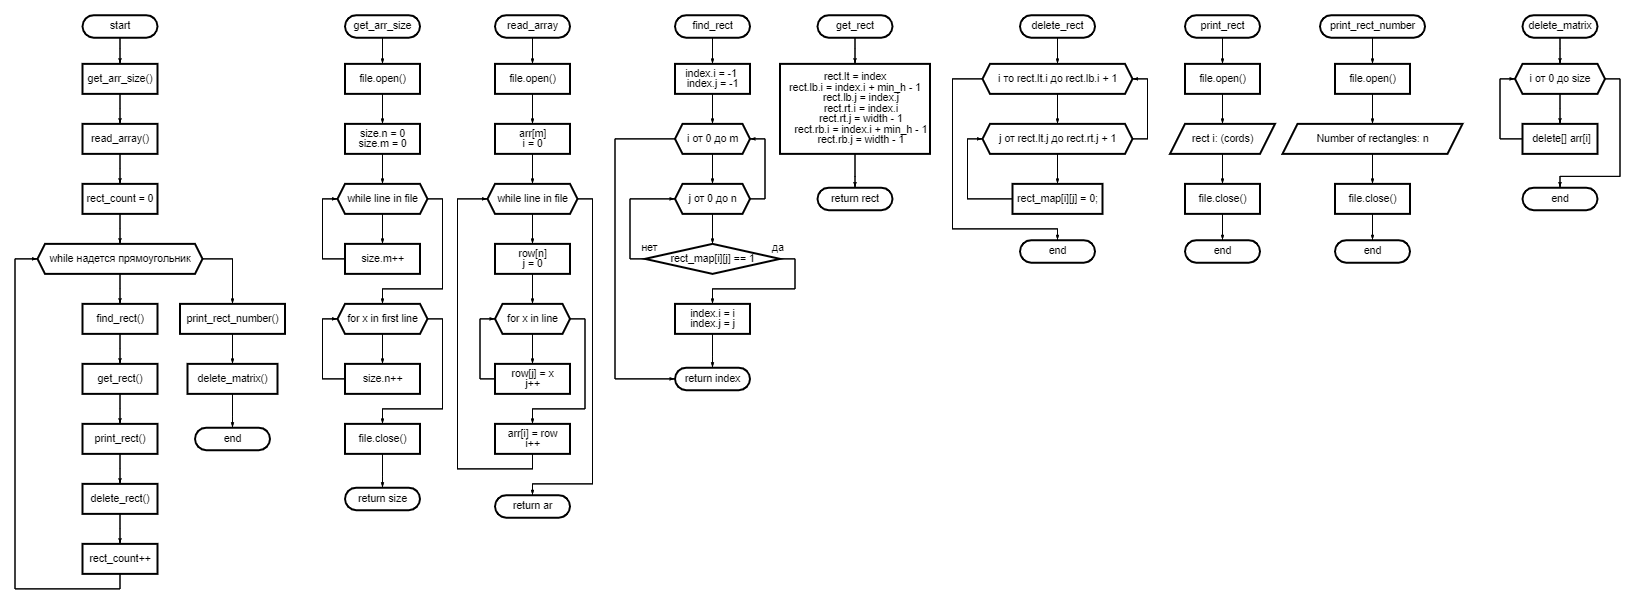 start
get_arr_size()
read_array()
rect_count = 0
while надется прямоугольник
find_rect()
get_rect()
print_rect()
delete_rect()
rect_count++
print_rect_number()
delete_matrix()
end
get_arr_size
file.open()
size.n = 0
size.m = 0
while line in file
size.m++
for x in first line
size.n++
file.close()
return size
read_array
file.open()
arr[m]
i = 0
while line in file
row[n]
j = 0
for x in line
row[j] = x
j++
arr[i] = row
i++
return ar
find_rect
index.i = -1
index.j = -1
i от 0 до m
j от 0 до n
нет
да
rect_map[i][j] == 1
index.i = i
index.j = j
return index
get_rect
rect.lt = index
rect.lb.i = index.i + min_h - 1
rect.lb.j = index.j
rect.rt.i = index.i
rect.rt.j = width - 1
rect.rb.i = index.i + min_h - 1
rect.rb.j = width - 1
return rect
delete_rect
i то rect.lt.i до rect.lb.i + 1
j от rect.lt.j до rect.rt.j + 1
rect_map[i][j] = 0;
end
print_rect
file.open()
rect i: (cords)
file.close()
end
print_rect_number
file.open()
Number of rectangles: n
file.close()
end
delete_matrix
i от 0 до size
delete[] arr[i]
end